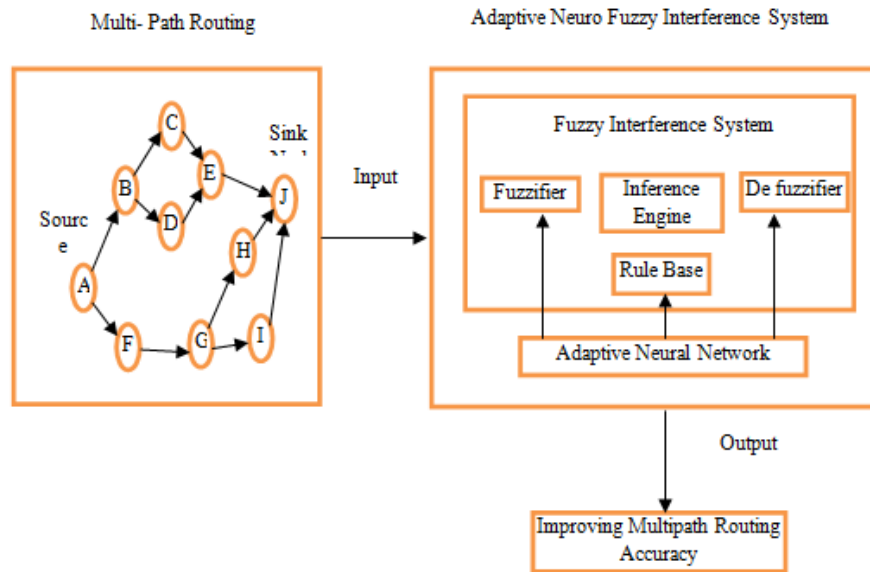 Multi- Path Routing
Adaptive Neuro Fuzzy Interference System
C
Sink
B
E
J
D
Sourc
e
H
A
F
G
I
Input
Fuzzy Interference System
Fuzzifier
Inference
Engine
De fuzzifier
Rule Base
Adaptive Neural Network
Output
Improving Multipath Routing
Accuracy